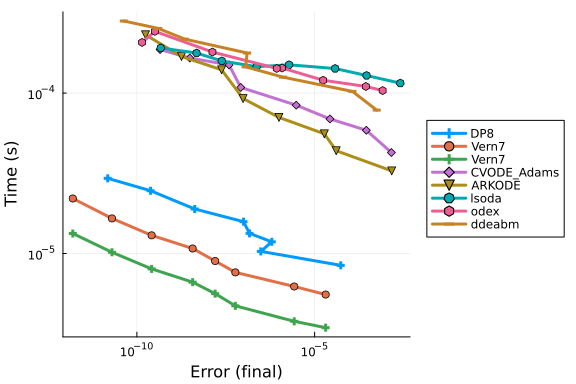 10⁻⁴
10⁻⁵
Time (s)
10⁻¹⁰
10⁻⁵
Error (final)
DP8
Vern7
Vern7
CVODE_Adams
ARKODE
lsoda
odex
ddeabm